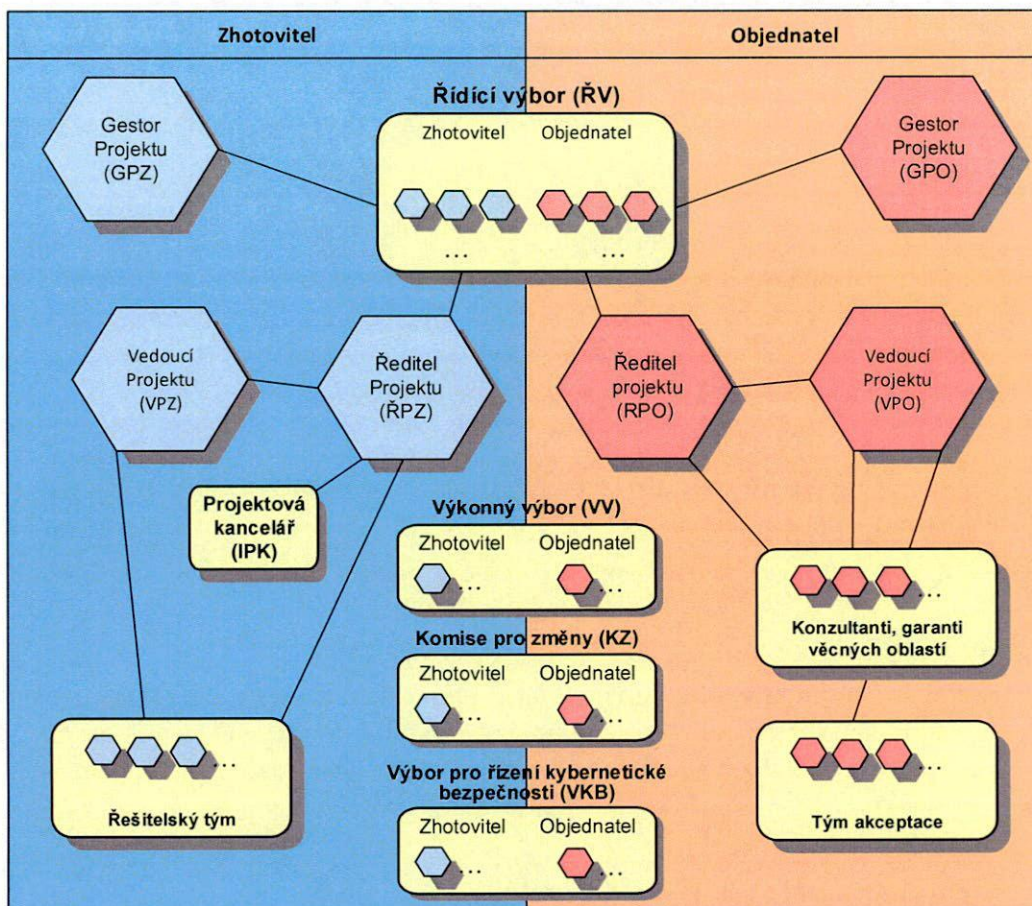 Zhotovitel
Objednatel
Řídící výbor (ŘV)
Zhotovitel Objednatel
... ...
Gestor
Projektu
(GPZ)
Gestor
Projektu
(GPO)
Vedoucí
Projektu
(VPZ)
Ředitel
Projektu
(ŘPZ)
Ředitel
projektu
(RPO)
Vedoucí
Projektu
(VPO)
Projektová
kancelář
(IPK)
Výkonný výbor (VV)
Zhotovitel Objednatel
... ...
...
Konzultanti, garanti
věcných oblastí
Komise pro změny (KZ)
Zhotovitel Objednatel
... ...
...
Řešitelský tým
...
Tým akceptace
Výbor pro řízení kybernetické
bezpečnosti (VKB)
Zhotovitel Objednatel
... ...